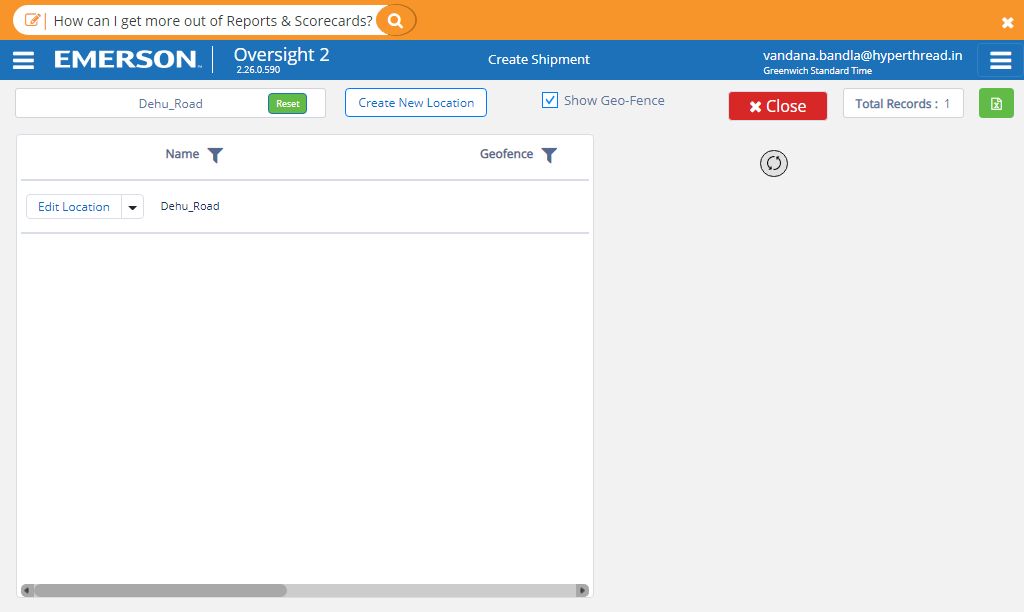 How can I get more out of Reports & Scorecards?
EMERSON
Oversight 2
2.26.0.590
Create Shipment
vandana.bandla@hyperthread.in
Greenwich Standard Time
Dehu_Road
Reset
Create New Location
Show Geo-Fence
Close
Total Records : 1
Name
Geofence
Edit Location
Dehu_Road